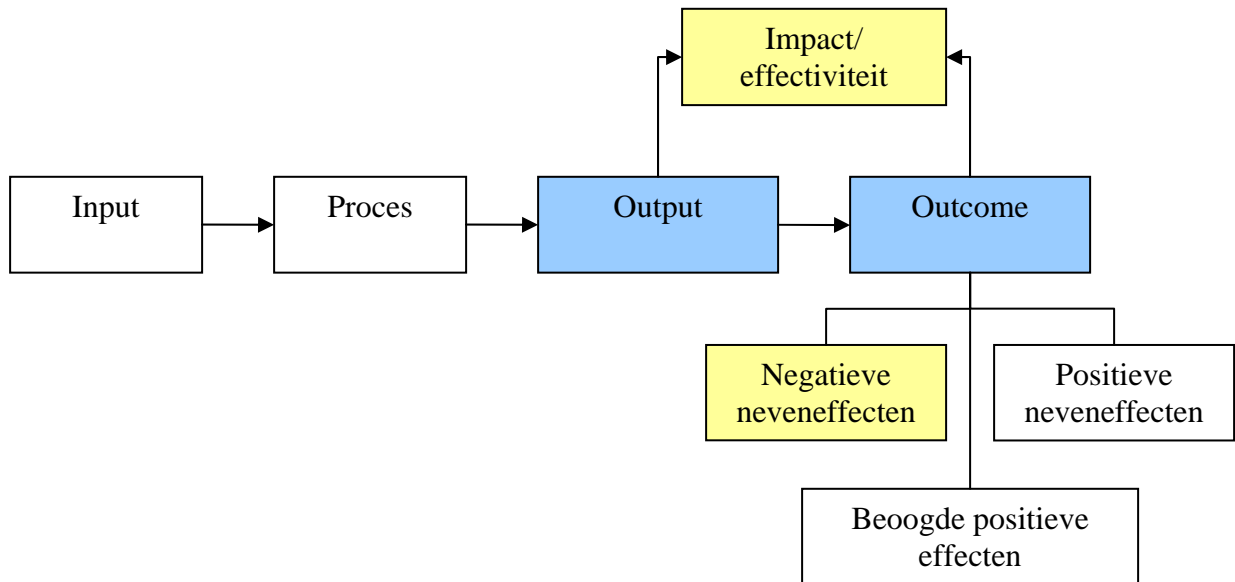 Impact/
effectiviteit
Input
Proces
Output
Outcome
Negatieve
neveneffecten
Positieve
neveneffecten
Beoogde positieve
effecten